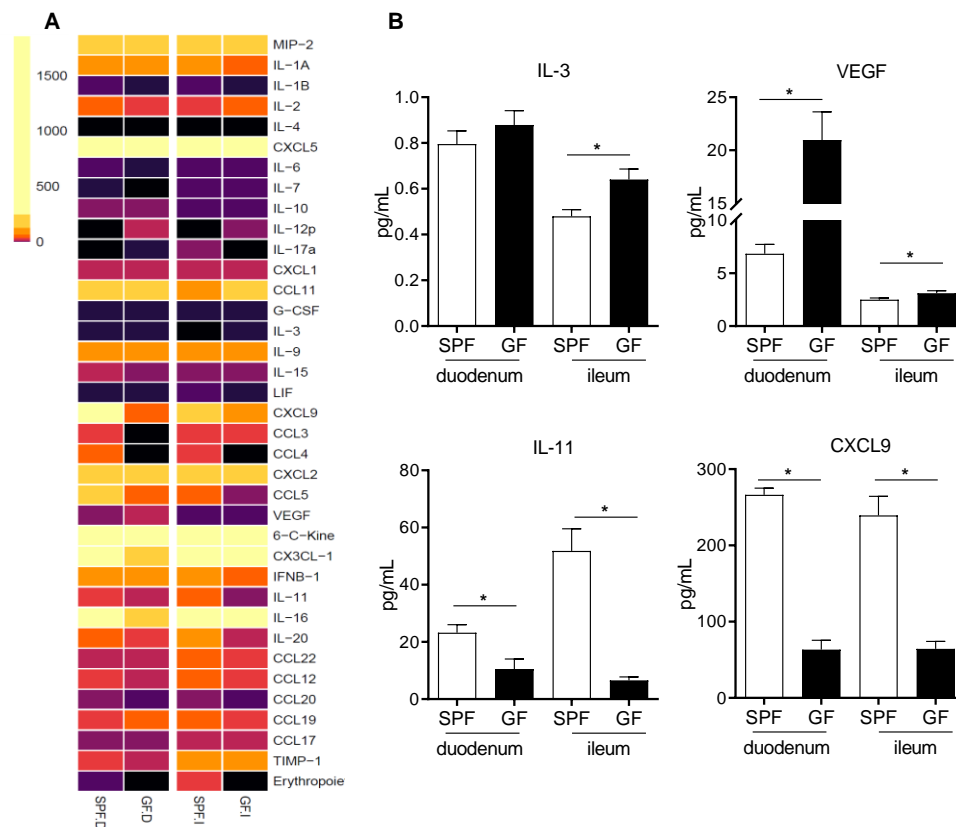 A
1500
1000
500
0
MIP-2
IL-1A
IL-1B
IL-2
IL-4
CXCL5
IL-6
IL-7
IL-10
IL-12p
IL-17a
CXCL1
CCL11
G-CSF
IL-3
IL-9
IL-15
LIF
CXCL9
CCL3
CCL4
CXCL2
CCL5
VEGF
6-C-Kine
CX3CL-1
IFNB-1
IL-11
IL-16
IL-20
CCL22
CCL12
CCL20
CCL19
CCL17
TIMP-1
Erythropoie
SPF.D
GF.D
SPF.I
GF.I
B
IL-3
pg/mL
1.0
0.8
0.6
0.4
0.2
0.0
*
SPF GF SPF GF
duodenum ileum
VEGF
pg/mL
25
20
15
10
5
0
*
*
SPF GF SPF GF
duodenum ileum
IL-11
pg/mL
80
60
40
20
0
*
*
SPF GF SPF GF
duodenum ileum
CXCL9
pg/mL
300
200
100
0
*
*
SPF GF SPF GF
duodenum ileum